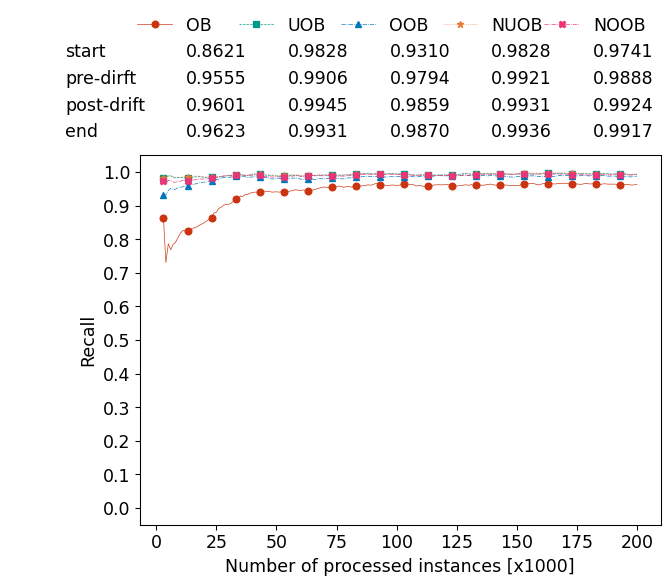 OB UOB OOB NUOB NOOB
start 0.8621 0.9828 0.9310 0.9828 0.9741
pre-dirft 0.9555 0.9906 0.9794 0.9921 0.9888
post-drift 0.9601 0.9945 0.9859 0.9931 0.9924
end 0.9623 0.9931 0.9870 0.9936 0.9917
1.0
0.9
0.8
0.7
0.6
0.5
0.4
0.3
0.2
0.1
0.0
Recall
0 25 50 75 100 125 150 175 200
Number of processed instances [x1000]